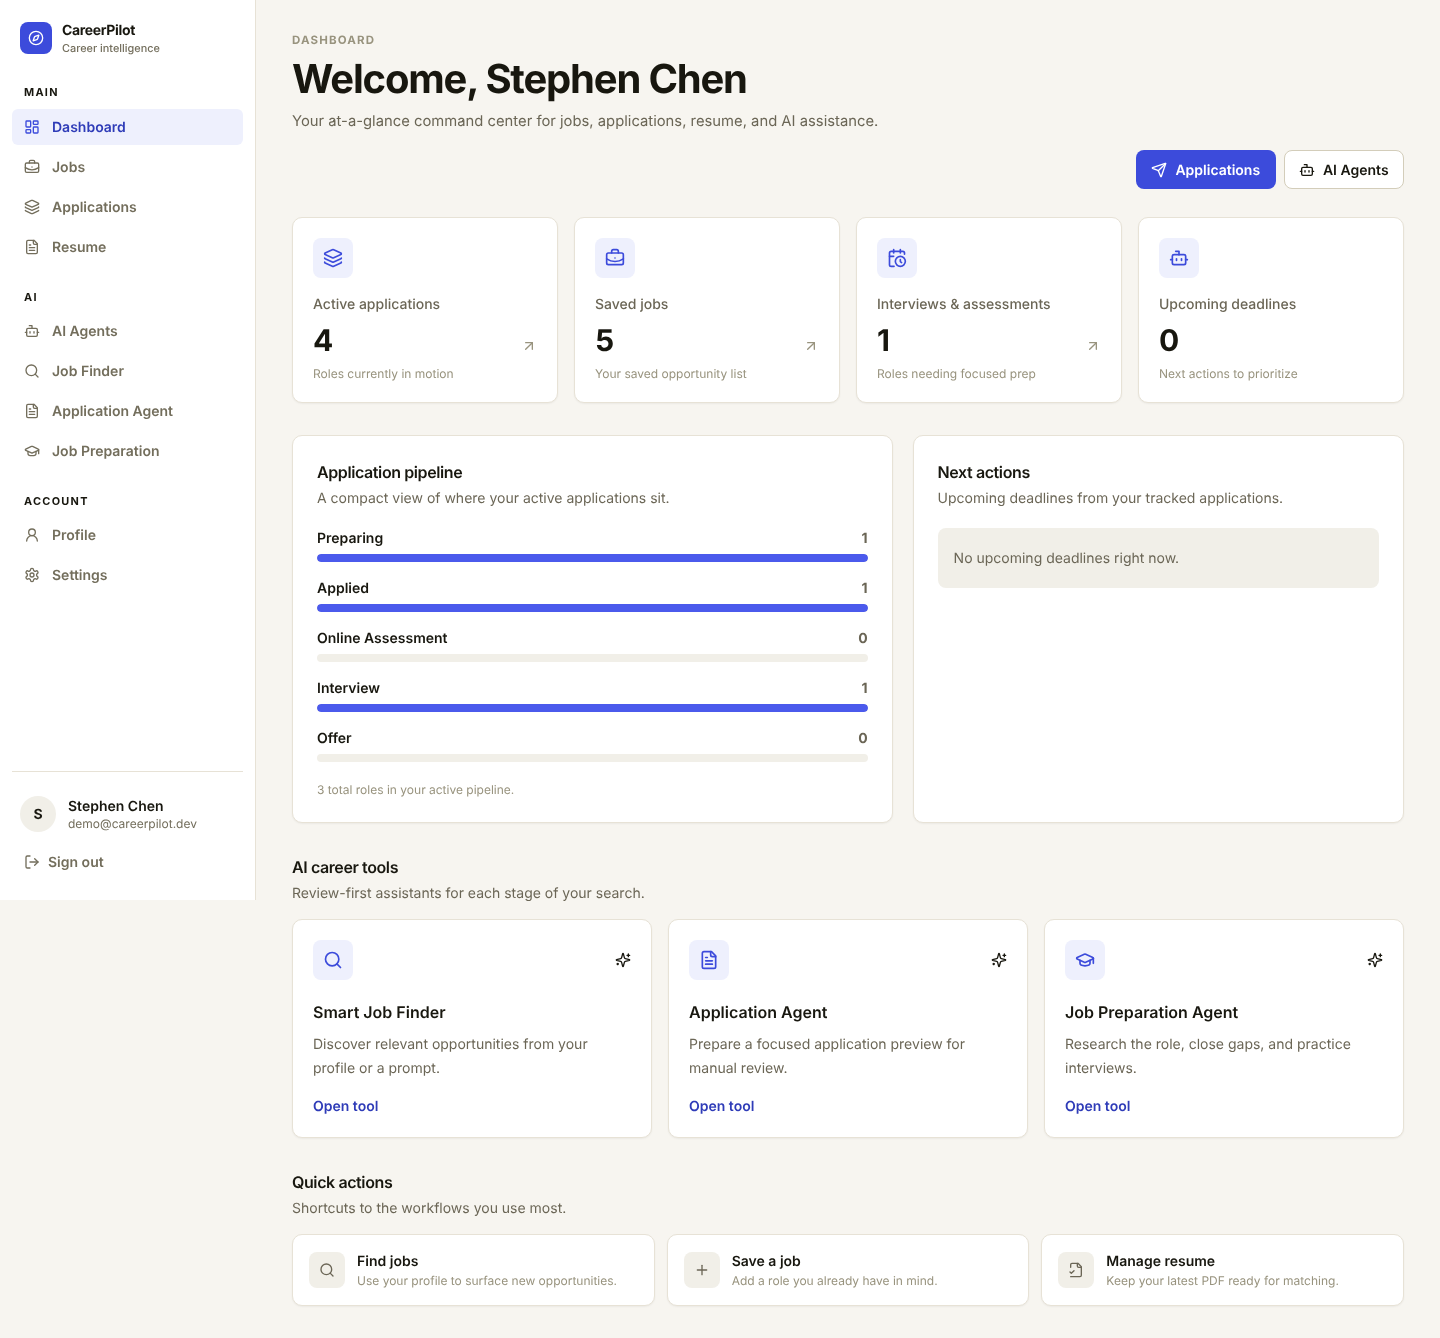 CareerPilot
Career intelligence
MAIN
Dashboard
Jobs
Applications
Resume
AI
AI Agents
Job Finder
Application Agent
Job Preparation
ACCOUNT
Profile
Settings
S
Stephen Chen
demo@careerpilot.dev
Sign out
DASHBOARD
Welcome, Stephen Chen
Your at-a-glance command center for jobs, applications, resume, and AI assistance.
Applications
AI Agents
Active applications
4
Roles currently in motion
Saved jobs
5
Your saved opportunity list
Interviews & assessments
1
Roles needing focused prep
Upcoming deadlines
0
Next actions to prioritize
Application pipeline
A compact view of where your active applications sit.
Preparing 1
Applied 1
Online Assessment 0
Interview 1
Offer 0
3 total roles in your active pipeline.
Next actions
Upcoming deadlines from your tracked applications.
No upcoming deadlines right now.
AI career tools
Review-first assistants for each stage of your search.
Smart Job Finder
Discover relevant opportunities from your
profile or a prompt.
Open tool
Application Agent
Prepare a focused application preview for
manual review.
Open tool
Job Preparation Agent
Research the role, close gaps, and practice
interviews.
Open tool
Quick actions
Shortcuts to the workflows you use most.
Find jobs
Use your profile to surface new opportunities.
Save a job
Add a role you already have in mind.
Manage resume
Keep your latest PDF ready for matching.